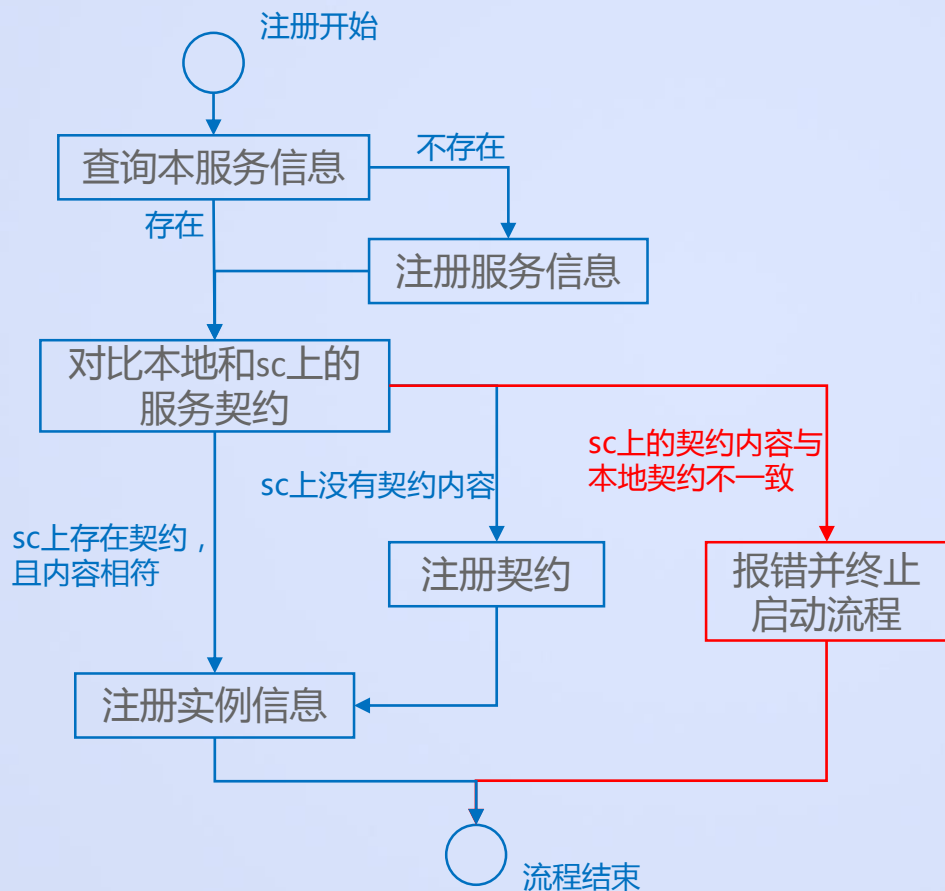 注册开始
查询本服务信息
不存在
存在
注册服务信息
对比本地和sc上的
服务契约
sc上的契约内容与
本地契约不一致
sc上没有契约内容
sc上存在契约，
且内容相符
注册契约
报错并终止
启动流程
注册实例信息
流程结束